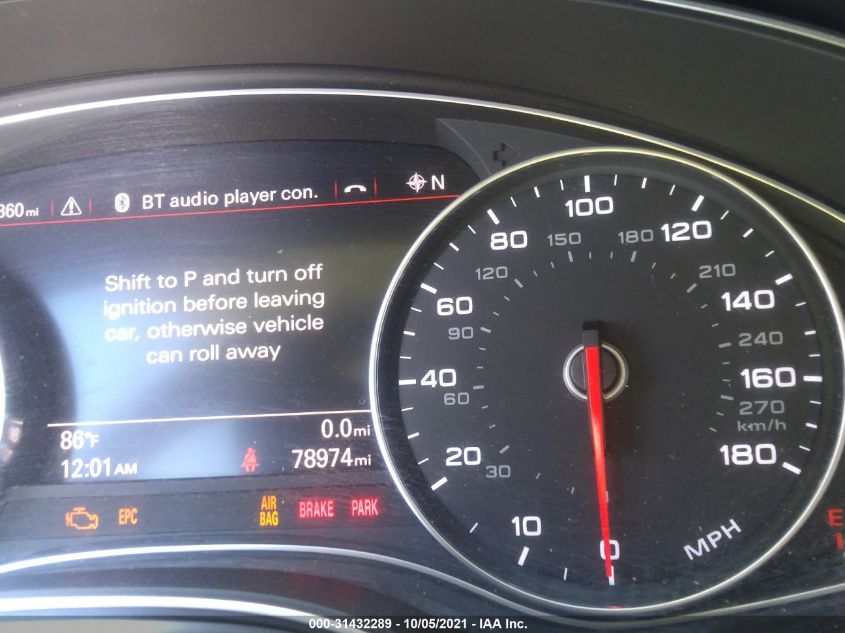 360mi BT audio player con. N
Shift to P and turn off
ignition before leaving
car, otherwise vehicle
can roll away
86°F 0.0mi
12:01AM 78974mi
EPC AIR BAG BRAKE PARK
0 10 20 40 60 80 100 120 140 160 180
MPH
30 60 90 120 150 180 210 240 270
km/h
000-31432289 - 10/05/2021 - IAA Inc.